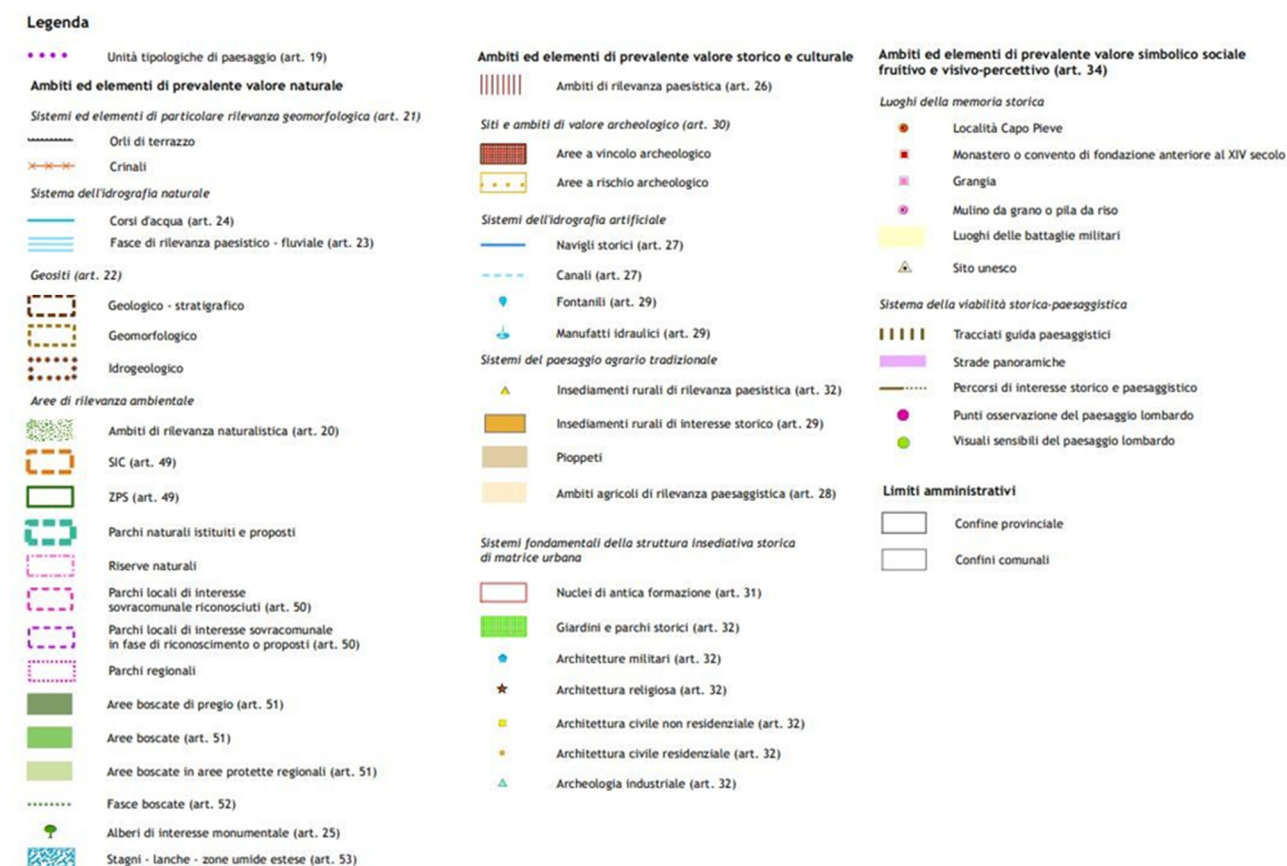 Legenda
Unità tipologiche di paesaggio (art. 19)
Ambiti ed elementi di prevalente valore naturale
Sistemi ed elementi di particolare rilevanza geomorfologica (art. 21)
Orli di terrazzo
Crinali
Sistema dell'idrografia naturale
Corsi d'acqua (art. 24)
Fasce di rilevanza paesistico - fluviale (art. 23)
Geositi (art. 22)
Geologico - stratigrafico
Geomorfologico
Idrogeologico
Aree di rilevanza ambientale
Ambiti di rilevanza naturalistica (art. 20)
SIC (art. 49)
ZPS (art. 49)
Parchi naturali istituiti e proposti
Riserve naturali
Parchi locali di interesse
sovracomunale riconosciuti (art. 50)
Parchi locali di interesse sovracomunale
in fase di riconoscimento o proposti (art. 50)
Parchi regionali
Aree boscate di pregio (art. 51)
Aree boscate (art. 51)
Aree boscate in aree protette regionali (art. 51)
Fasce boscate (art. 52)
Alberi di interesse monumentale (art. 25)
Stagni - lanche - zone umide estese (art. 53)
Ambiti ed elementi di prevalente valore storico e culturale
Ambiti di rilevanza paesistica (art. 26)
Siti e ambiti di valore archeologico (art. 30)
Aree a vincolo archeologico
Aree a rischio archeologico
Sistemi dell'idrografia artificiale
Navigli storici (art. 27)
Canali (art. 27)
Fontanili (art. 29)
Manufatti idraulici (art. 29)
Sistemi del paesaggio agrario tradizionale
Insediamenti rurali di rilevanza paesistica (art. 32)
Insediamenti rurali di interesse storico (art. 29)
Pioppeti
Ambiti agricoli di rilevanza paesaggistica (art. 28)
Sistemi fondamentali della struttura insediativa storica
di matrice urbana
Nuclei di antica formazione (art. 31)
Giardini e parchi storici (art. 32)
Architetture militari (art. 32)
Architettura religiosa (art. 32)
Architettura civile non residenziale (art. 32)
Architettura civile residenziale (art. 32)
Archeologia industriale (art. 32)
Ambiti ed elementi di prevalente valore simbolico sociale
fruitivo e visivo-percettivo (art. 34)
Luoghi della memoria storica
Località Capo Pieve
Monastero o convento di fondazione anteriore al XIV secolo
Grangia
Mulino da grano o pila da riso
Luoghi delle battaglie militari
Sito unesco
Sistema della viabilità storica-paesaggistica
Tracciati guida paesaggistici
Strade panoramiche
Percorsi di interesse storico e paesaggistico
Punti osservazione del paesaggio lombardo
Visuali sensibili del paesaggio lombardo
Limiti amministrativi
Confine provinciale
Confini comunali